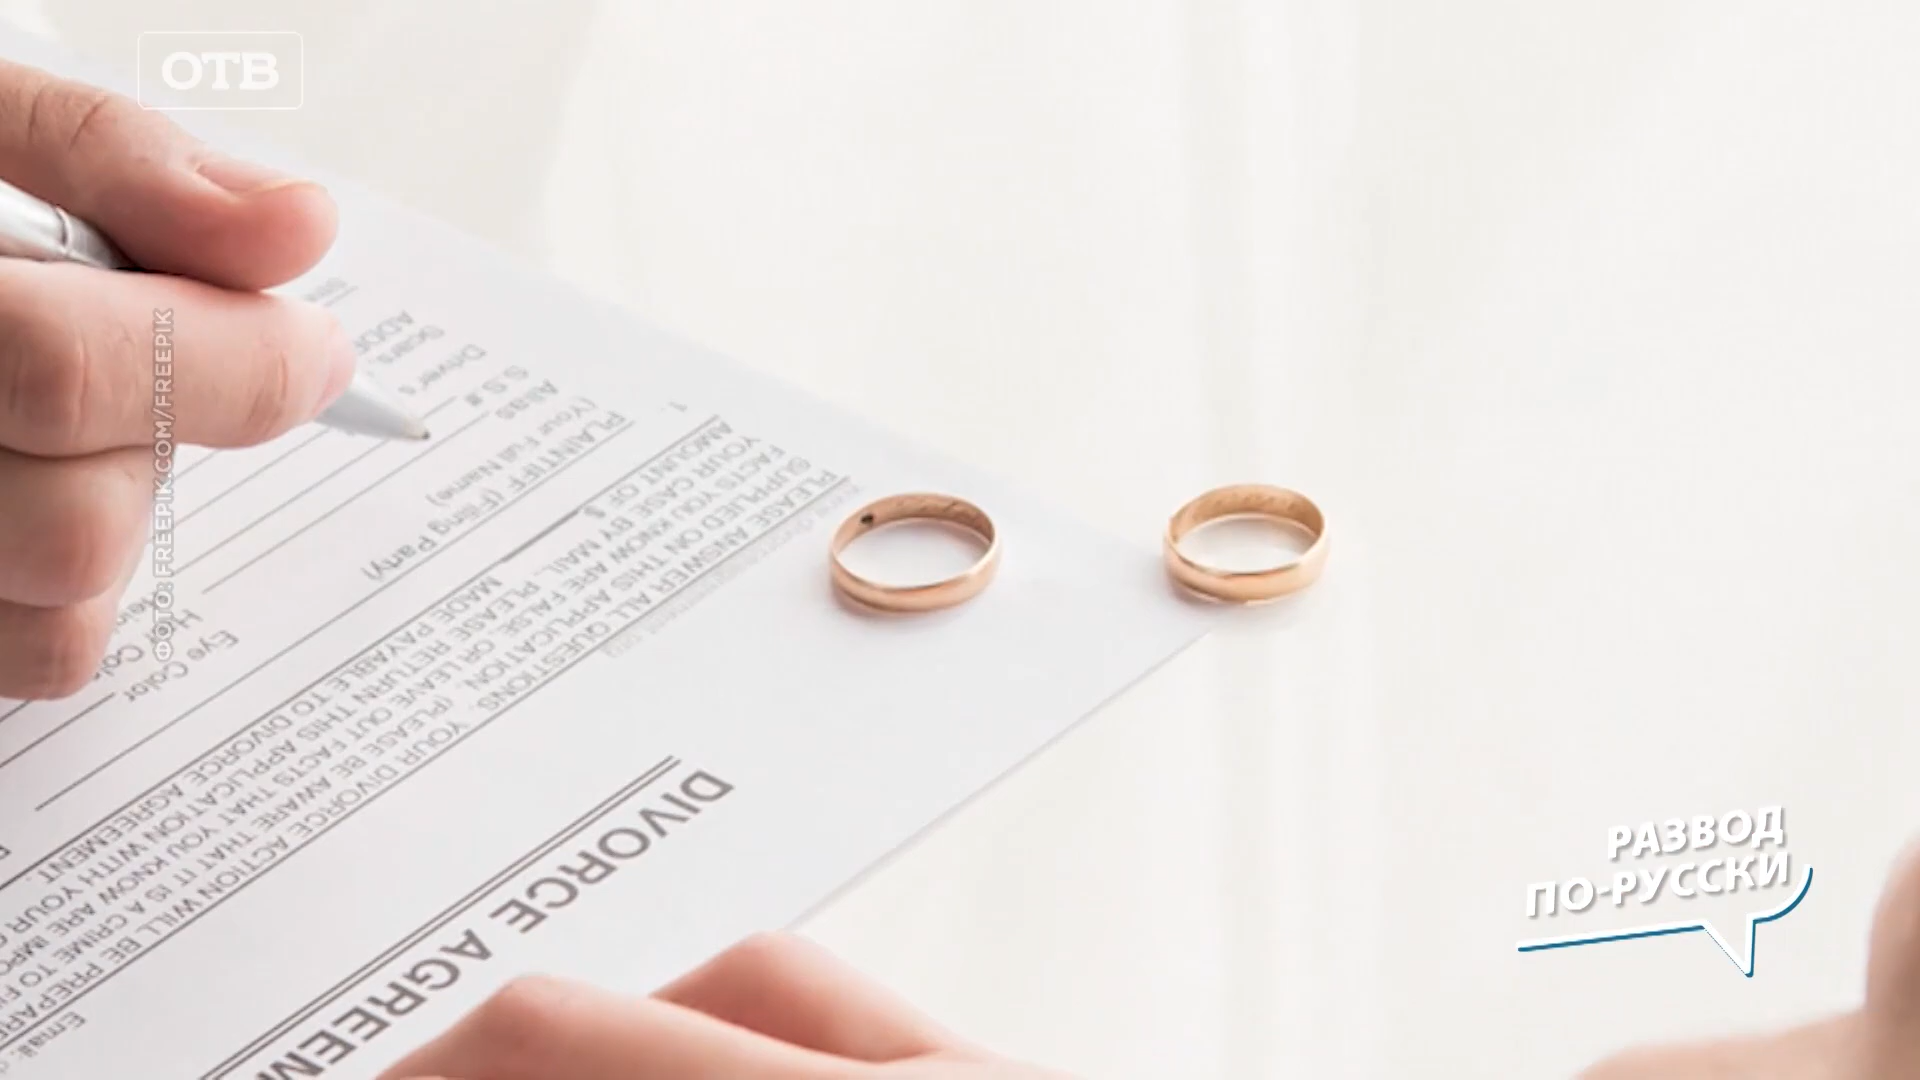 ОТВ
ФОТО: FREEPIK.COM/FREEPIK
РАЗВОД
ПО-РУССКИ
DIVORCE AGREEM
PLEASE ANSWER ALL QUESTIONS. YOUR DIVORCE ACTION WILL BE PREPARE
SUPPLIED ON THIS APPLICATION. (PLEASE BE AWARE THAT IT IS A CRIME TO F
FACTS YOU KNOW ARE FALSE OR LEAVE OUT FACTS THAT YOU KNOW ARE IMPO
YOUR CASE BY MAIL, PLEASE RETURN THIS APPLICATION WITH YOUR
AMOUNT OF $ MADE PAYABLE TO DIVORCE AGREEMENT.
1.
PLAINTIFF (Filing Party)
(Your Full Name)
Alias
S.S #
Driver's
Eye Color
Email: